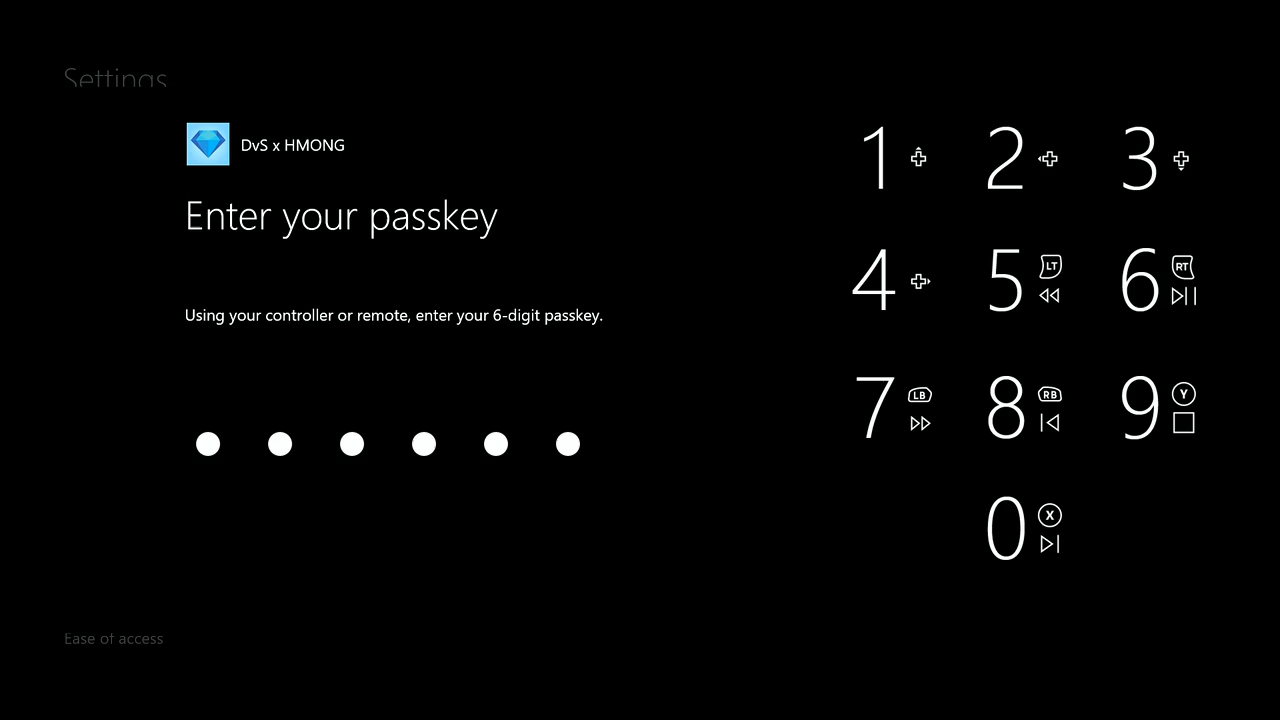 Settings
DvS x HMONG
Enter your passkey
Using your controller or remote, enter your 6-digit passkey.
1 2 3
4 5 LT 6 RT
7 LB 8 RB 9 Y
0 X
Ease of access